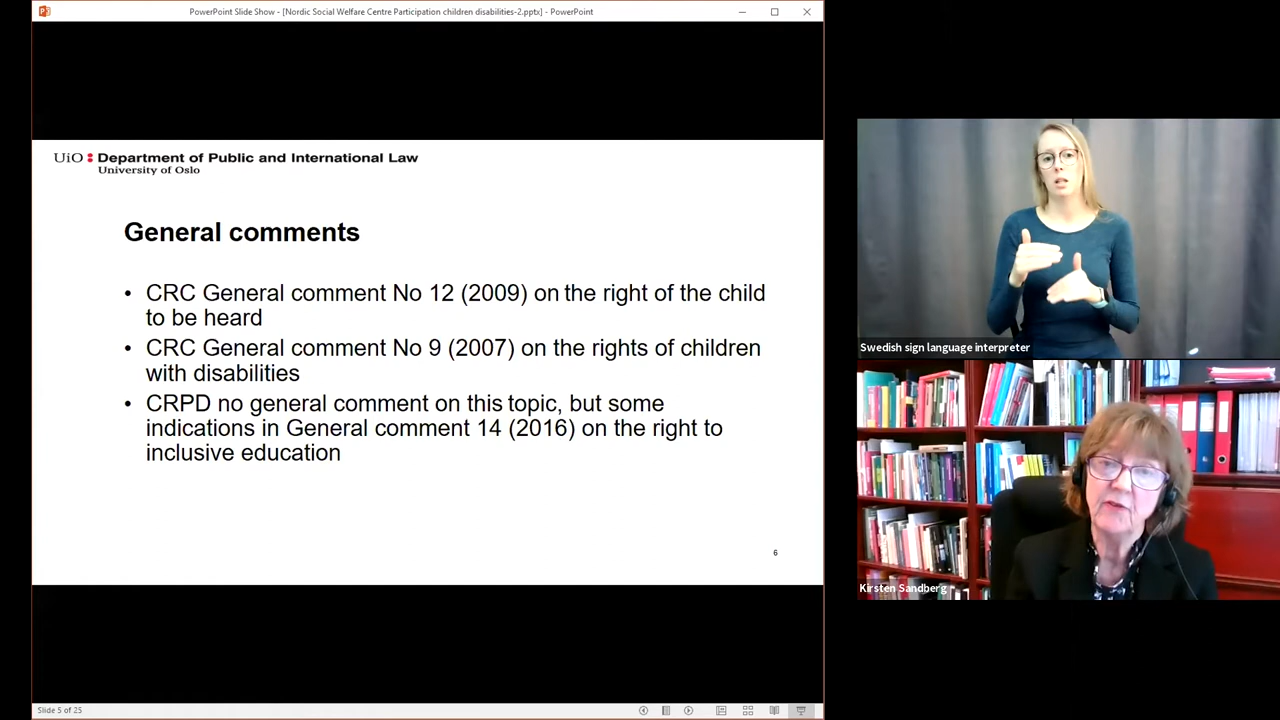 PowerPoint Slide Show - [Nordic Social Welfare Centre Participation children disabilities-2.pptx] - PowerPoint
UiO Department of Public and International Law
University of Oslo
General comments
• CRC General comment No 12 (2009) on the right of the child
to be heard
• CRC General comment No 9 (2007) on the rights of children
with disabilities
• CRPD no general comment on this topic, but some
indications in General comment 14 (2016) on the right to
inclusive education
6
Slide 5 of 25
Swedish sign language interpreter
Kirsten Sandberg